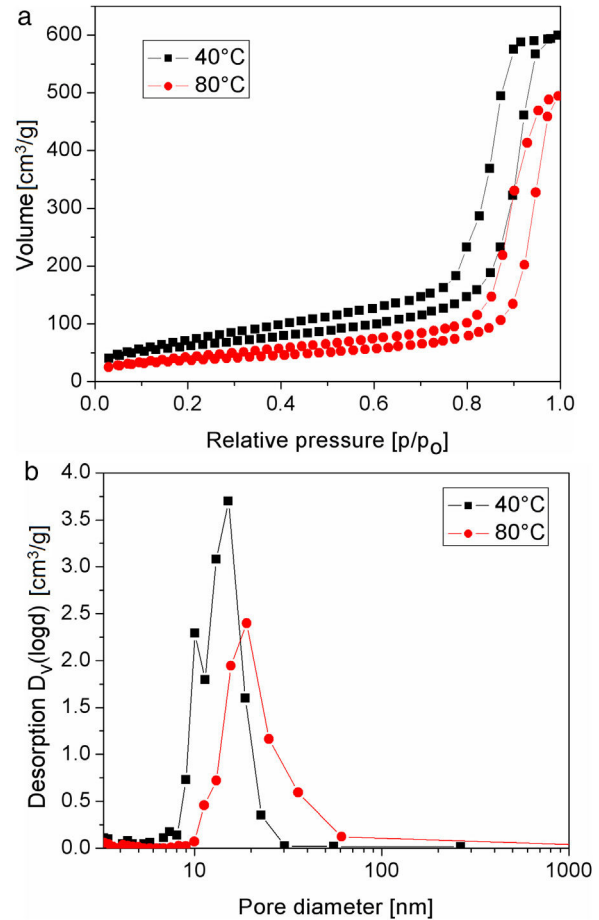 a
600
500
400
300
200
100
0
Volume [cm³/g]
40°C
80°C
0.0 0.2 0.4 0.6 0.8 1.0
Relative pressure [p/p₀]
b
4.0
3.5
3.0
2.5
2.0
1.5
1.0
0.5
0.0
Desorption Dᵥ(logd) [cm³/g]
40°C
80°C
10 100 1000
Pore diameter [nm]